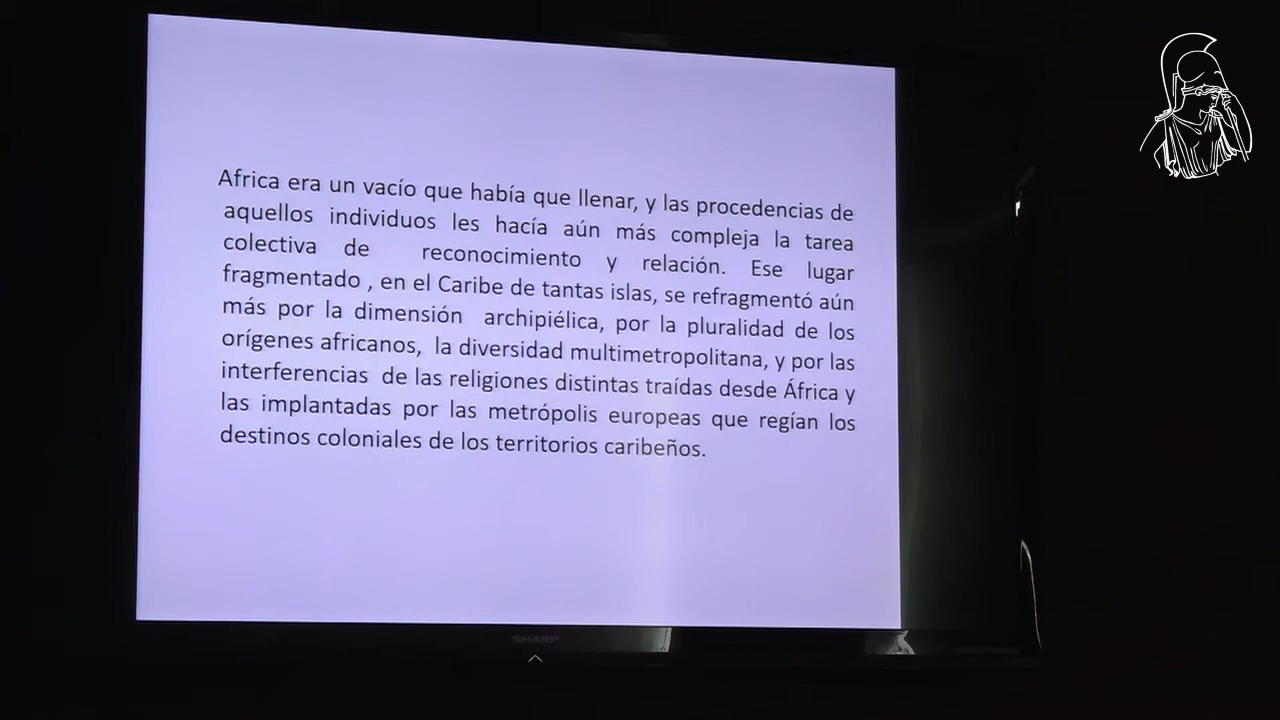 Africa era un vacío que había que llenar, y las procedencias de
aquellos individuos les hacía aún más compleja la tarea
colectiva de reconocimiento y relación. Ese lugar
fragmentado , en el Caribe de tantas islas, se refragmentó aún
más por la dimensión archipiélica, por la pluralidad de los
orígenes africanos, la diversidad multimetropolitana, y por las
interferencias de las religiones distintas traídas desde África y
las implantadas por las metrópolis europeas que regían los
destinos coloniales de los territorios caribeños.
SHARP